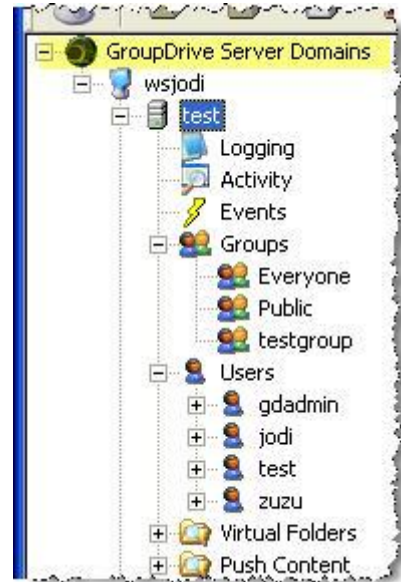 GroupDrive Server Domains
wsjodi
test
Logging
Activity
Events
Groups
Everyone
Public
testgroup
Users
gdadmin
jodi
test
zuzu
Virtual Folders
Push Content